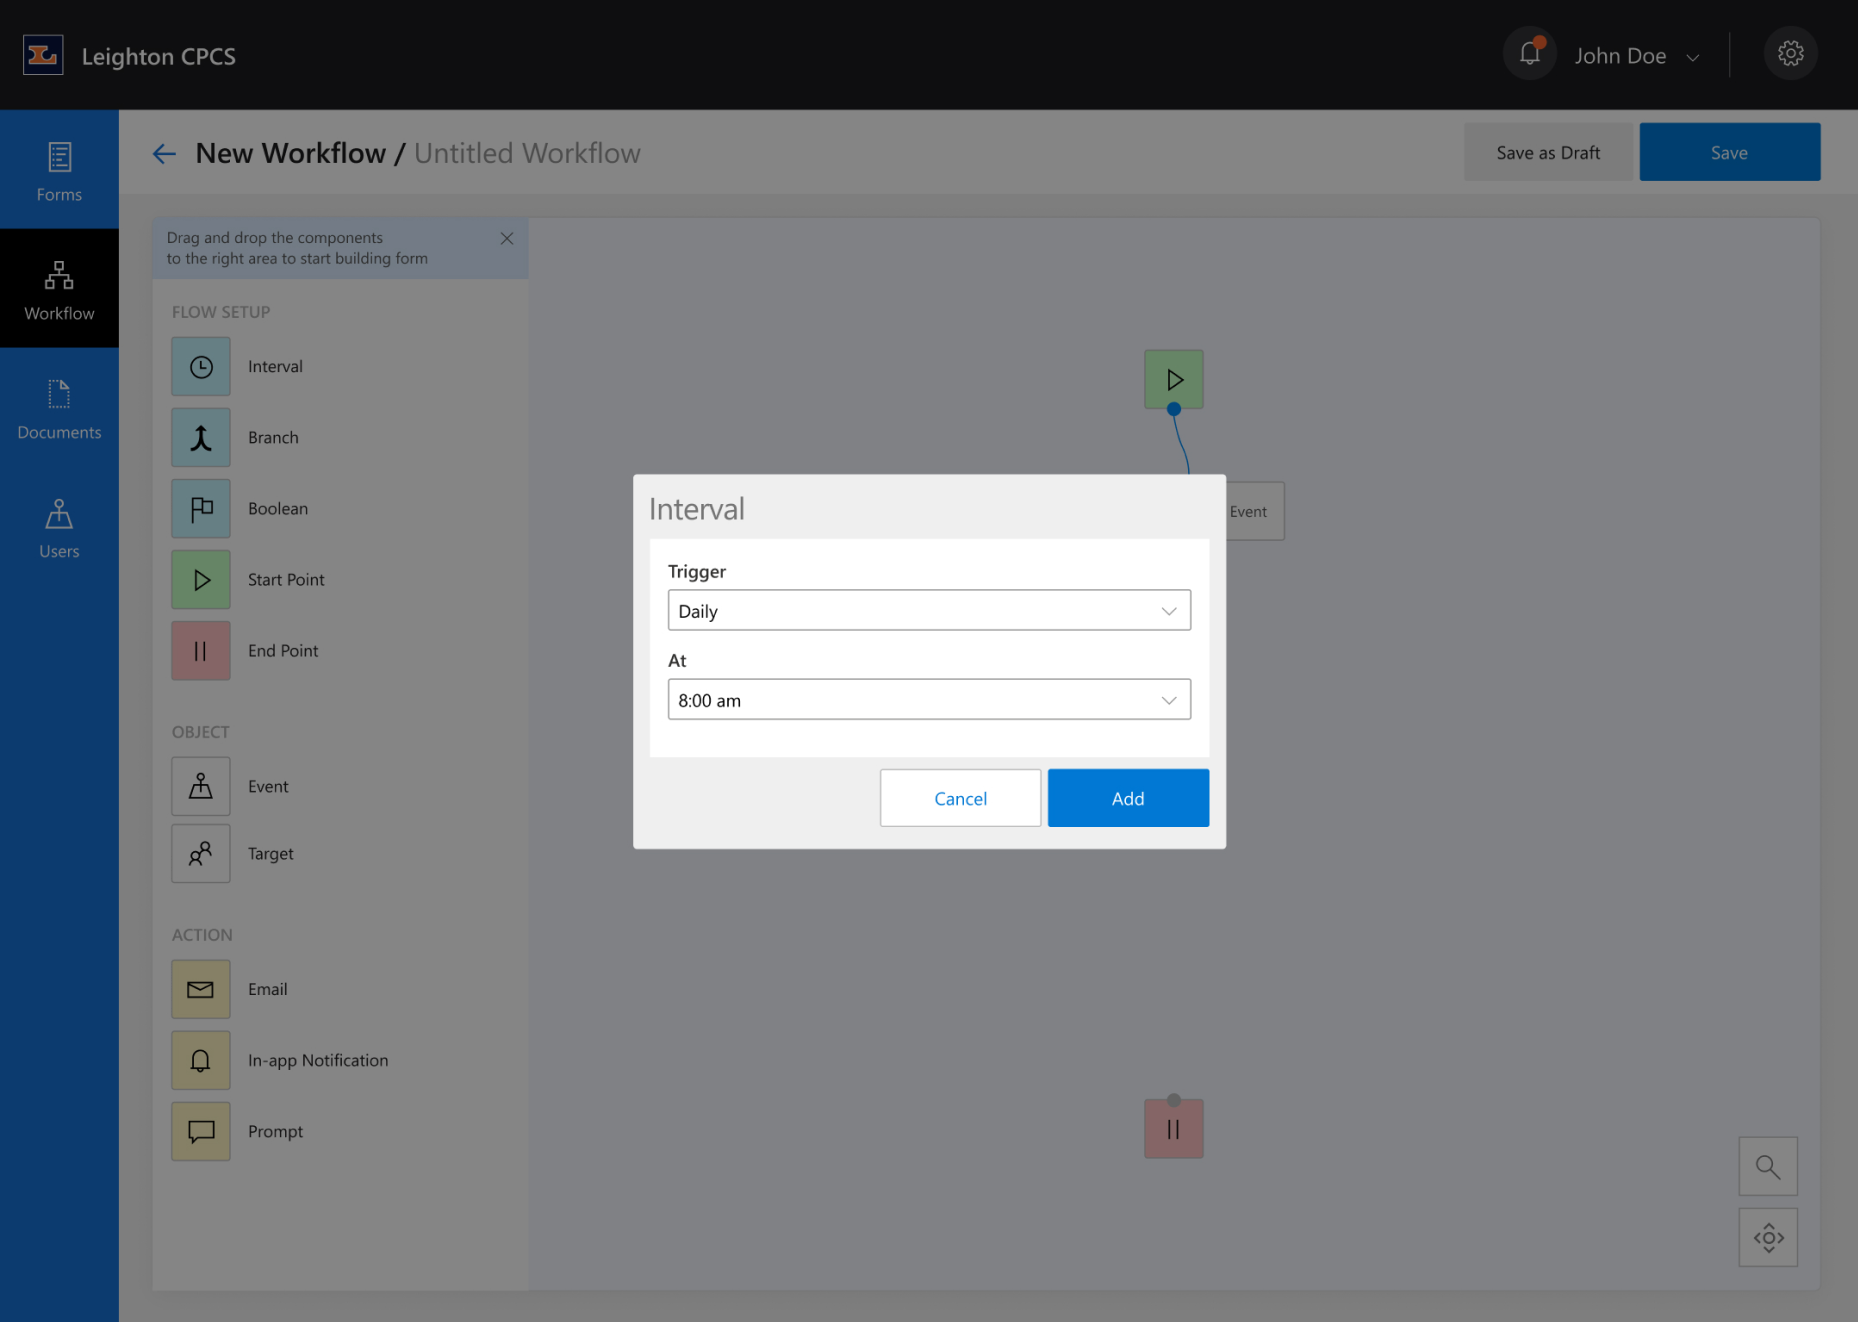 Leighton CPCS
John Doe
Forms
Workflow
Documents
Users
New Workflow / Untitled Workflow
Save as Draft
Save
Drag and drop the components
to the right area to start building form
FLOW SETUP
Interval
Branch
Boolean
Start Point
End Point
OBJECT
Event
Target
ACTION
Email
In-app Notification
Prompt
Event
Interval
Trigger
Daily
At
8:00 am
Cancel
Add